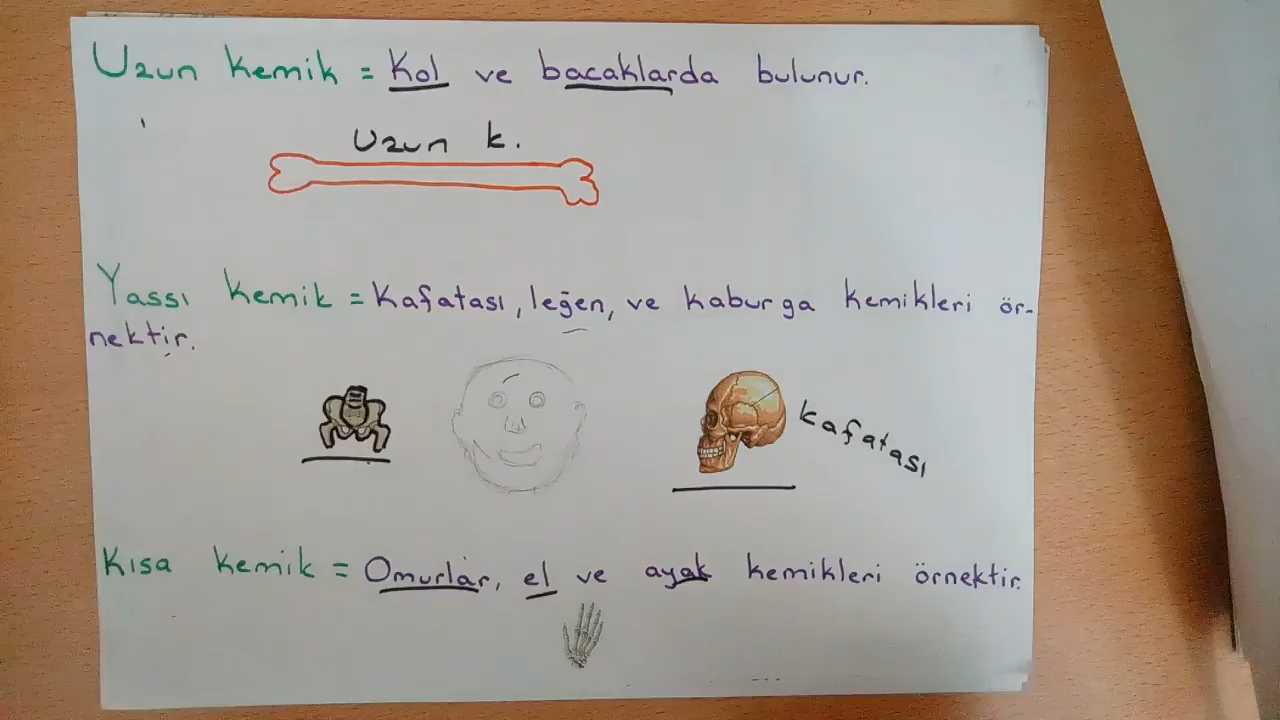 Uzun kemik = Kol ve bacaklarda bulunur.
Uzun k.
Yassı kemik = Kafatası, leğen, ve kaburga kemikleri ör-
nektir.
kafatası
Kısa kemik = Omurlar, el ve ayak kemikleri örnektir.